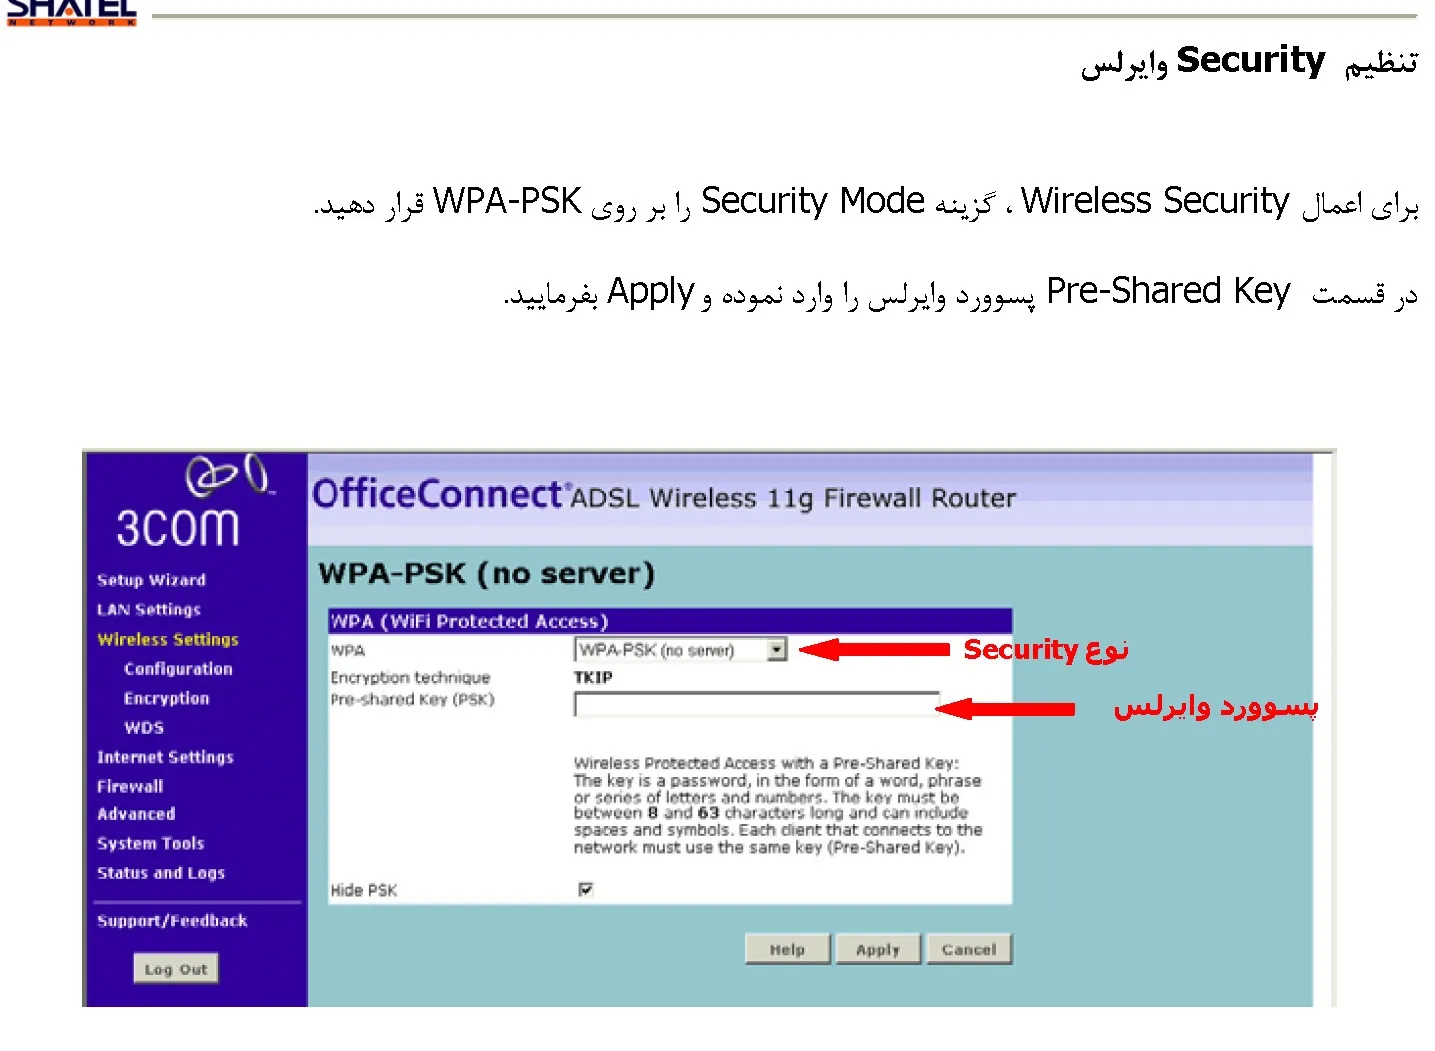 SHATEL
NETWORK
تنظیم Security وایرلس
برای اعمال Wireless Security ، گزینه Security Mode را بر روی WPA-PSK قرار دهید.
در قسمت Pre-Shared Key پسوورد وایرلس را وارد نموده و Apply بفرمایید.
3COM
OfficeConnect® ADSL Wireless 11g Firewall Router
Setup Wizard
LAN Settings
Wireless Settings
Configuration
Encryption
WDS
Internet Settings
Firewall
Advanced
System Tools
Status and Logs
Support/Feedback
Log Out
WPA-PSK (no server)
WPA (WiFi Protected Access)
WPA WPA-PSK (no server) نوع Security
Encryption technique TKIP
Pre-shared Key (PSK) پسوورد وایرلس
Wireless Protected Access with a Pre-Shared Key:
The key is a password, in the form of a word, phrase
or series of letters and numbers. The key must be
between 8 and 63 characters long and can include
spaces and symbols. Each client that connects to the
network must use the same key (Pre-Shared Key).
Hide PSK
Help Apply Cancel